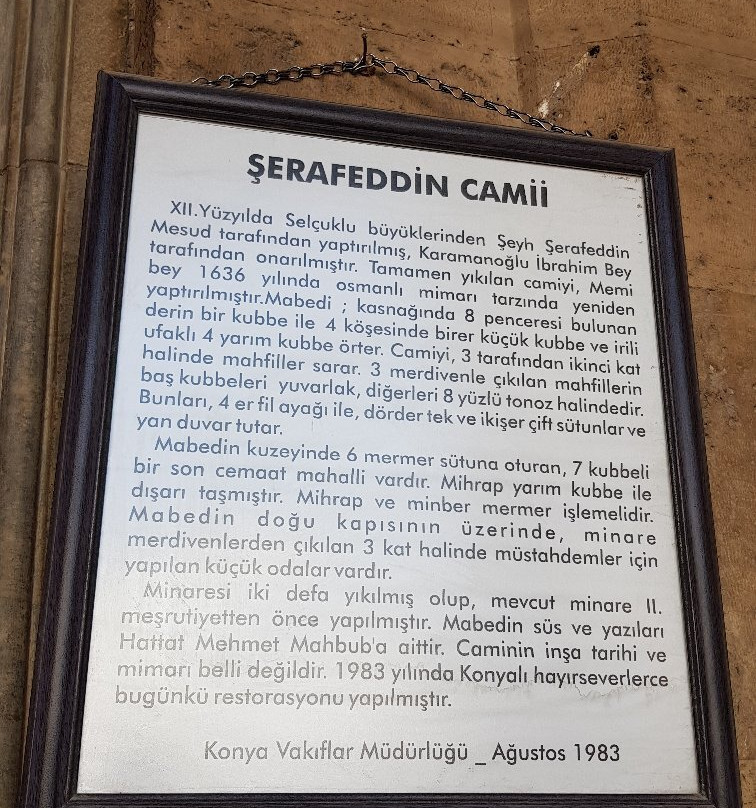 ŞERAFEDDİN CAMİİ
XII.Yüzyılda Selçuklu büyüklerinden Şeyh Şerafeddin
Mesud tarafından yaptırılmış, Karamanoğlu İbrahim Bey
tarafından onarılmıştır. Tamamen yıkılan camiyi, Memi
bey 1636 yılında osmanlı mimarı tarzında yeniden
yaptırılmıştır.Mabedi ; kasnağında 8 penceresi bulunan
derin bir kubbe ile 4 köşesinde birer küçük kubbe ve irili
ufaklı 4 yarım kubbe örter. Camiyi, 3 tarafından ikinci kat
halinde mahfiller sarar. 3 merdivenle çıkılan mahfillerin
baş kubbeleri yuvarlak, diğerleri 8 yüzlü tonoz halindedir.
Bunları, 4 er fil ayağı ile, dörder tek ve ikişer çift sütunlar ve
yan duvar tutar.
Mabedin kuzeyinde 6 mermer sütuna oturan, 7 kubbeli
bir son cemaat mahalli vardır. Mihrap yarım kubbe ile
dışarı taşmıştır. Mihrap ve minber mermer işlemelidir.
Mabedin doğu kapısının üzerinde, minare
merdivenlerden çıkılan 3 kat halinde müstahdemler için
yapılan küçük odalar vardır.
Minaresi iki defa yıkılmış olup, mevcut minare II.
meşrutiyetten önce yapılmıştır. Mabedin süs ve yazıları
Hattat Mehmet Mahbub'a aittir. Caminin inşa tarihi ve
mimarı belli değildir. 1983 yılında Konyalı hayırseverlerce
bugünkü restorasyonu yapılmıştır.
Konya Vakıflar Müdürlüğü _ Ağustos 1983